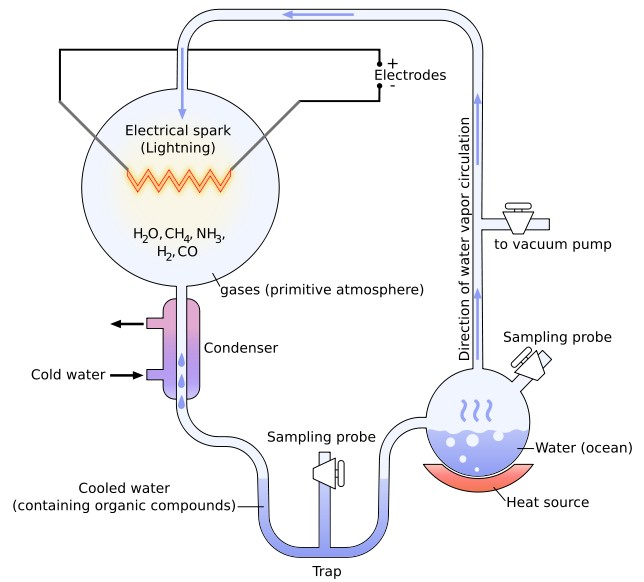 +
Electrodes
-
Electrical spark
(Lightning)
H2O, CH4, NH3,
H2, CO
gases (primitive atmosphere)
Direction of water vapor circulation
to vacuum pump
Condenser
Cold water
Sampling probe
Water (ocean)
Heat source
Sampling probe
Cooled water
(containing organic compounds)
Trap